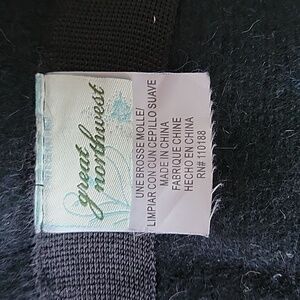 great
northwest
UNE BROSSE MOLLE/
LIMPIAR CON CUN CEPILLO SUAVE
MADE IN CHINA
FABRIQUE CHINE
HECHO EN CHINA
RN# 110188